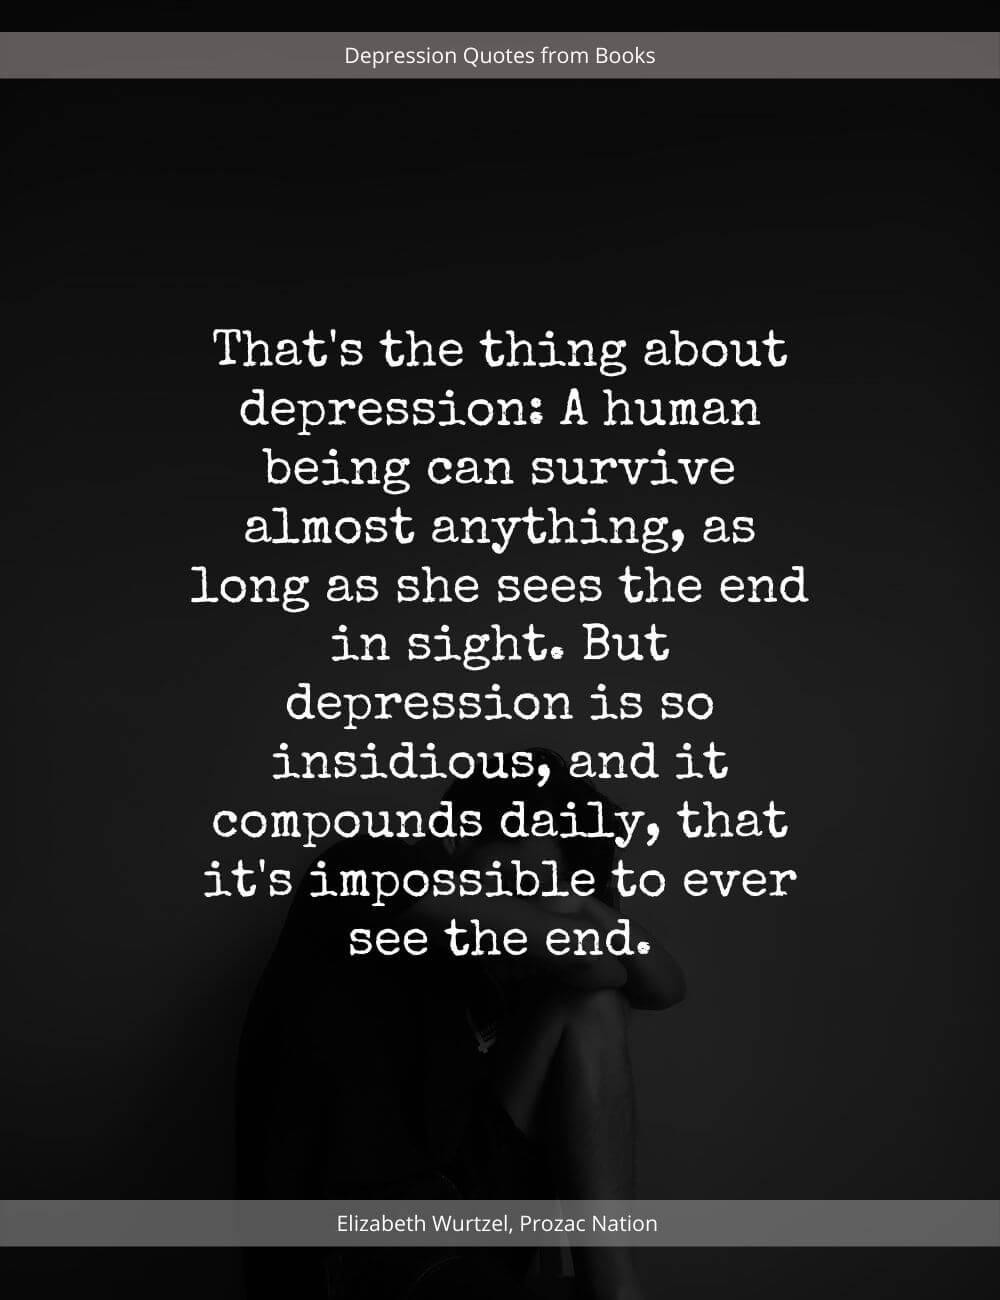 Depression Quotes from Books
That's the thing about
depression: A human
being can survive
almost anything, as
long as she sees the end
in sight. But
depression is so
insidious, and it
compounds daily, that
it's impossible to ever
see the end.
Elizabeth Wurtzel, Prozac Nation